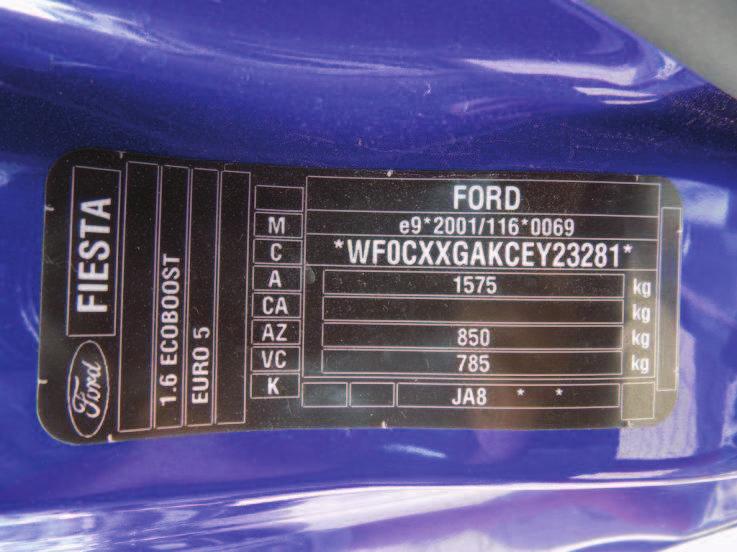 FORD
M e9*2001/116*0069
C *WF0CXXGAKCEY23281*
A 1575 kg
CA kg
AZ 850 kg
VC 785 kg
K JA8 * *
FIESTA
1.6 ECOBOOST
EURO 5
Ford